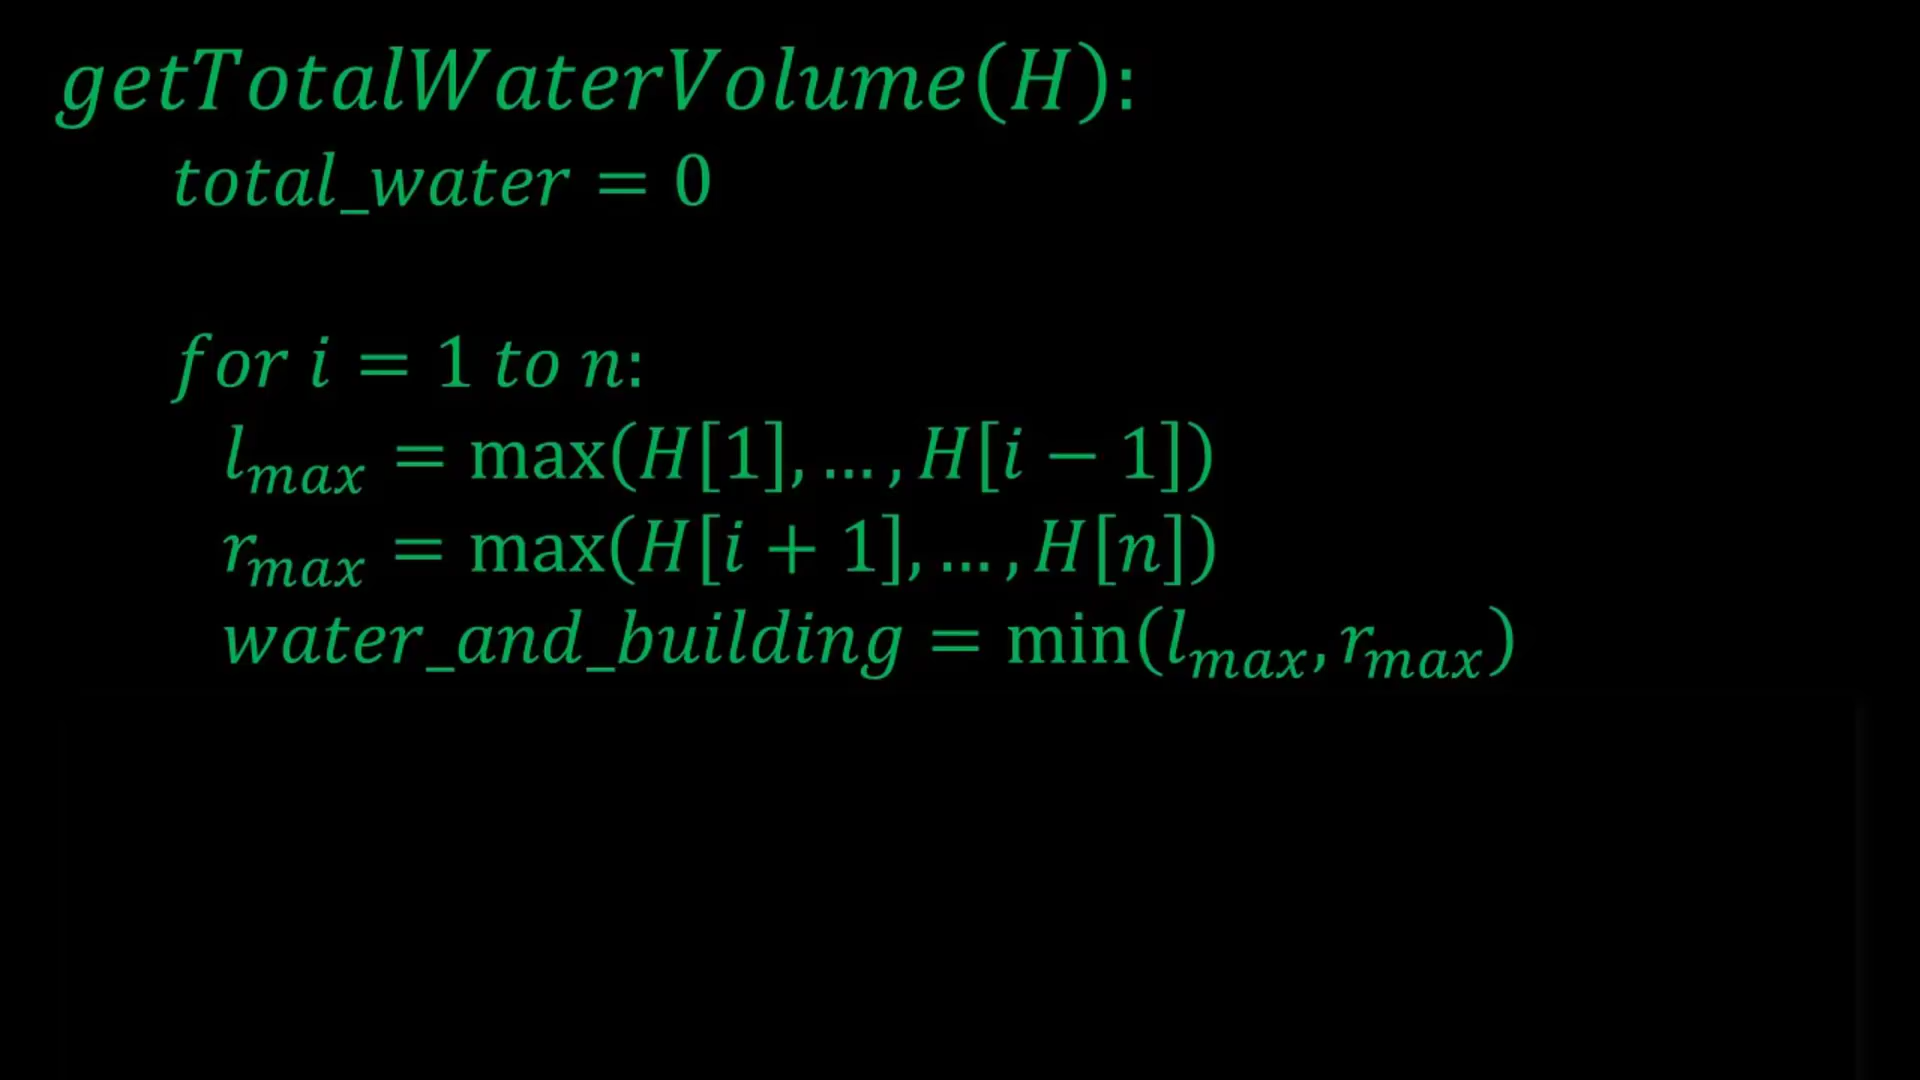 getTotalWaterVolume(H):
total_water = 0
for i = 1 to n:
l_max = max(H[1], … , H[i − 1])
r_max = max(H[i + 1], … , H[n])
water_and_building = min(l_max, r_max)